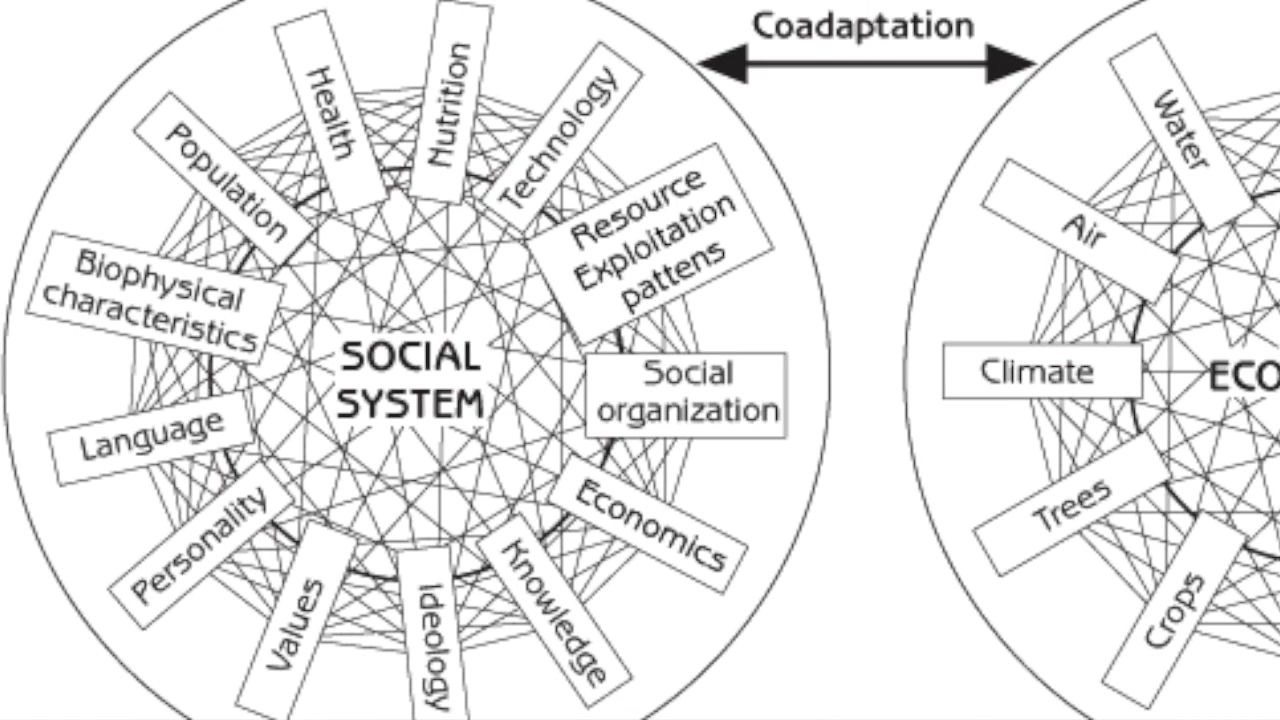 Coadaptation
Health
Nutrition
Technology
Population
Resource
Exploitation
pattens
Biophysical
characteristics
SOCIAL
SYSTEM
Social
organization
Language
Economics
Personality
Knowledge
Values
Ideology
Water
Air
Climate
ECO
Trees
Crops